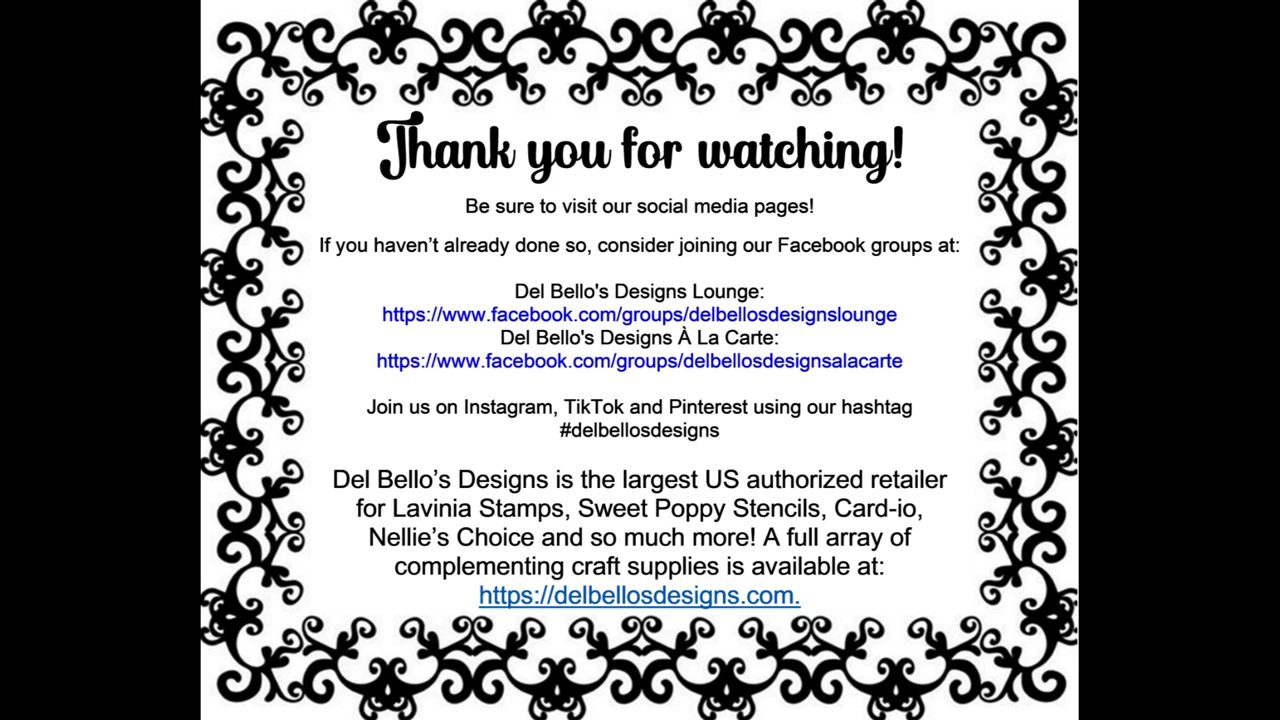 Thank you for watching!
Be sure to visit our social media pages!
If you haven’t already done so, consider joining our Facebook groups at:
Del Bello's Designs Lounge:
https://www.facebook.com/groups/delbellosdesignslounge
Del Bello's Designs À La Carte:
https://www.facebook.com/groups/delbellosdesignsalacarte
Join us on Instagram, TikTok and Pinterest using our hashtag
#delbellosdesigns
Del Bello’s Designs is the largest US authorized retailer
for Lavinia Stamps, Sweet Poppy Stencils, Card-io,
Nellie’s Choice and so much more! A full array of
complementing craft supplies is available at:
https://delbellosdesigns.com.